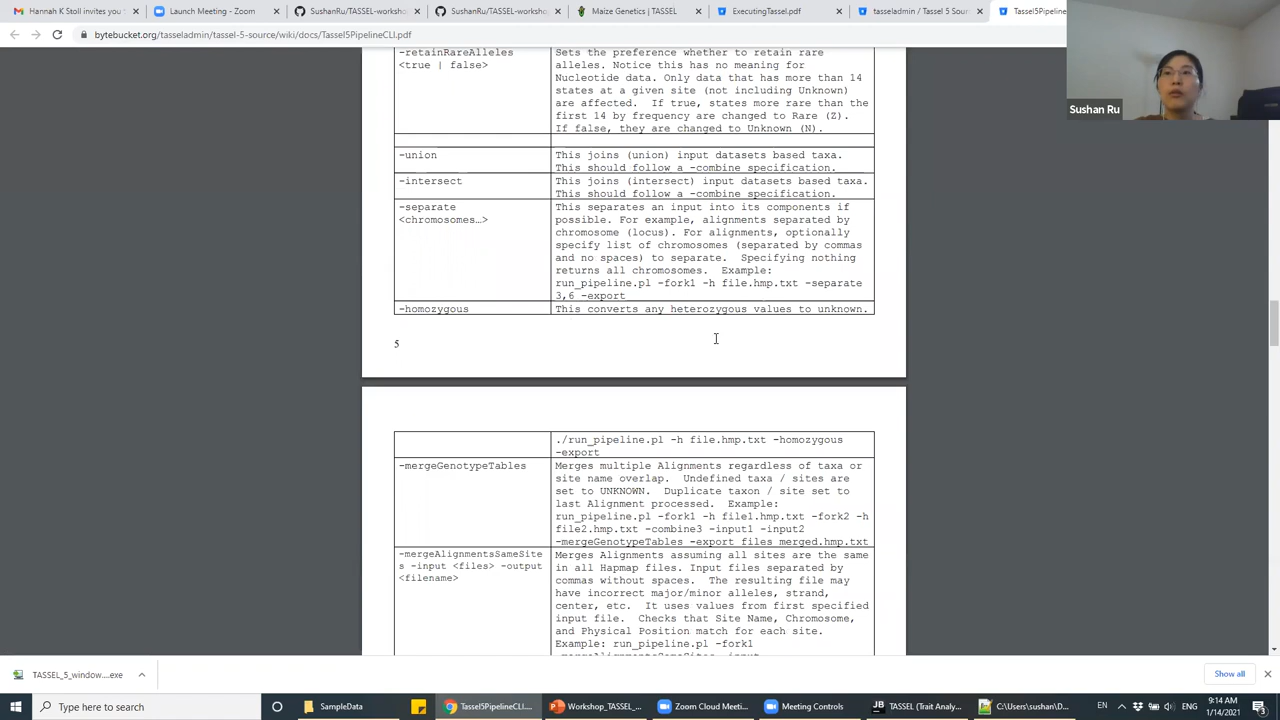 Hannah K Stoll invites you to
Launch Meeting - Zoom
SushanRu/TASSEL-workshop
SushanRu/TASSEL-workshop
Maize Genetics | TASSEL
ExecutingTassel.pdf
tasseladmin / Tassel 5 Sour
Tassel5Pipelin
bytebucket.org/tasseladmin/tassel-5-source/wiki/docs/Tassel5PipelineCLI.pdf
Sushan Ru
-retainRareAlleles
<true | false>
Sets the preference whether to retain rare
alleles. Notice this has no meaning for
Nucleotide data. Only data that has more than 14
states at a given site (not including Unknown)
are affected. If true, states more rare than the
first 14 by frequency are changed to Rare (Z).
If false, they are changed to Unknown (N).
-union
This joins (union) input datasets based taxa.
This should follow a -combine specification.
-intersect
This joins (intersect) input datasets based taxa.
This should follow a -combine specification.
-separate
<chromosomes…>
This separates an input into its components if
possible. For example, alignments separated by
chromosome (locus). For alignments, optionally
specify list of chromosomes (separated by commas
and no spaces) to separate. Specifying nothing
returns all chromosomes. Example:
run_pipeline.pl -fork1 -h file.hmp.txt -separate
3,6 -export
-homozygous
This converts any heterozygous values to unknown.
5
./run_pipeline.pl -h file.hmp.txt -homozygous
-export
-mergeGenotypeTables
Merges multiple Alignments regardless of taxa or
site name overlap. Undefined taxa / sites are
set to UNKNOWN. Duplicate taxon / site set to
last Alignment processed. Example:
run_pipeline.pl -fork1 -h file1.hmp.txt -fork2 -h
file2.hmp.txt -combine3 -input1 -input2
-mergeGenotypeTables -export files_merged.hmp.txt
-mergeAlignmentsSameSite
s -input <files> -output
<filename>
Merges Alignments assuming all sites are the same
in all Hapmap files. Input files separated by
commas without spaces. The resulting file may
have incorrect major/minor alleles, strand,
center, etc. It uses values from first specified
input file. Checks that Site Name, Chromosome,
and Physical Position match for each site.
Example: run_pipeline.pl -fork1
TASSEL_5_window....exe
Show all
Type here to search
SampleData
Tassel5PipelineCLI....
Workshop_TASSEL_...
Zoom Cloud Meeti...
Meeting Controls
TASSEL (Trait Analy...
C:\Users\sushan\D...
EN
9:14 AM
1/14/2021
3